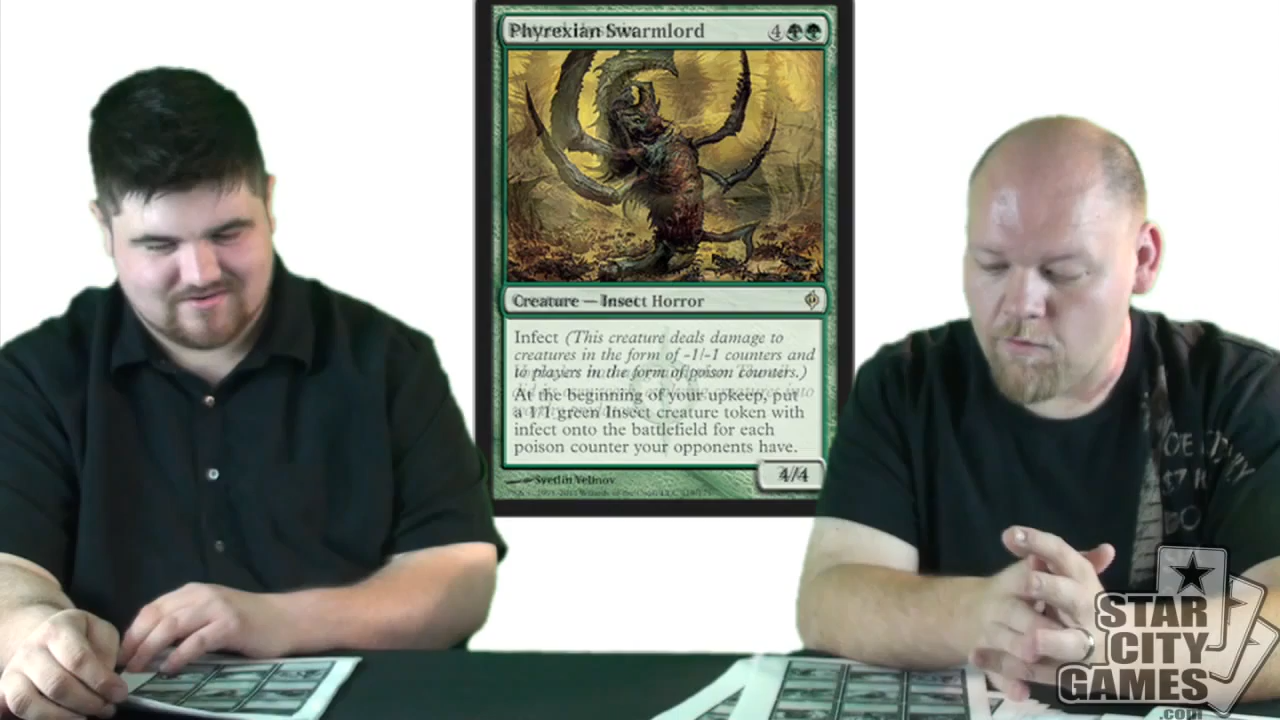 Phyrexian Swarmlord 4
Creature — Insect Horror
Infect (This creature deals damage to
creatures in the form of -1/-1 counters and
to players in the form of poison counters.)
At the beginning of your upkeep, put
a 1/1 green Insect creature token with
infect onto the battlefield for each
poison counter your opponents have.
4/4
Svetlin Velinov
STAR
CITY
GAMES
.com